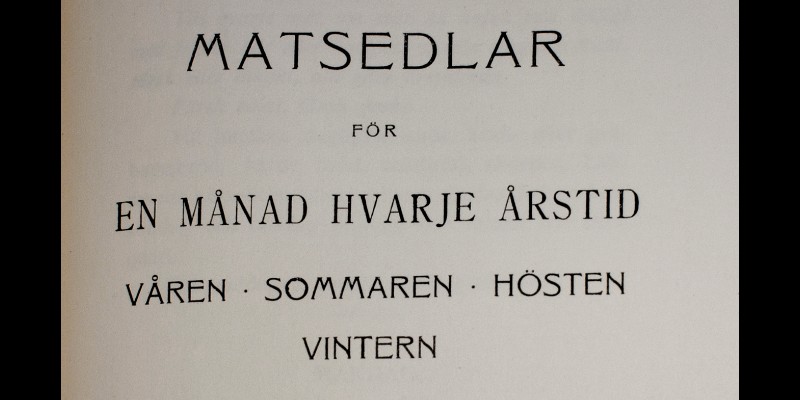 MATSEDLAR
FÖR
EN MÅNAD HVARJE ÅRSTID
VÅREN · SOMMAREN · HÖSTEN
VINTERN